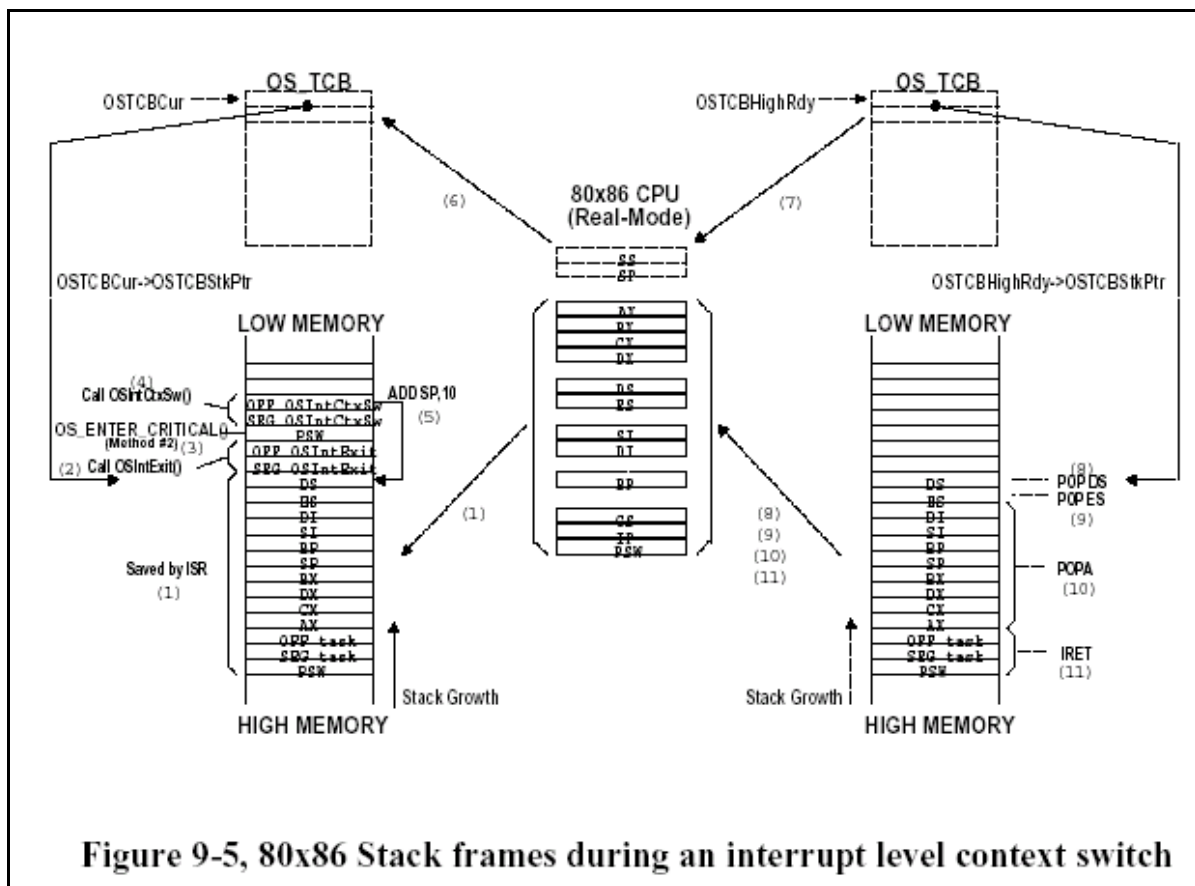 OS_TCB
OSTCBCur
(6)
OSTCBCur->OSTCBStkPtr
LOW MEMORY
(4)
Call OSIntCtxSw()
OFF OSIntCtxSw
SEG OSIntCtxSw
ADD SP,10
(5)
OS_ENTER_CRITICAL()
(Method #2) (3)
PSW
(2) Call OSIntExit()
OFF OSIntExit
SEG OSIntExit
DS
ES
DI
SI
BP
SP
BX
DX
CX
AX
OFF task
SEG task
PSW
Saved by ISR
(1)
Stack Growth
HIGH MEMORY
80x86 CPU
(Real-Mode)
SS
SP
AX
BX
CX
DX
DS
ES
SI
DI
BP
CS
IP
PSW
(1)
(8)
(9)
(10)
(11)
OS_TCB
OSTCBHighRdy
(7)
OSTCBHighRdy->OSTCBStkPtr
LOW MEMORY
DS
ES
DI
SI
BP
SP
BX
DX
CX
AX
OFF task
SEG task
PSW
(8)
POP DS
POP ES
(9)
POPA
(10)
IRET
(11)
Stack Growth
HIGH MEMORY
Figure 9-5, 80x86 Stack frames during an interrupt level context switch